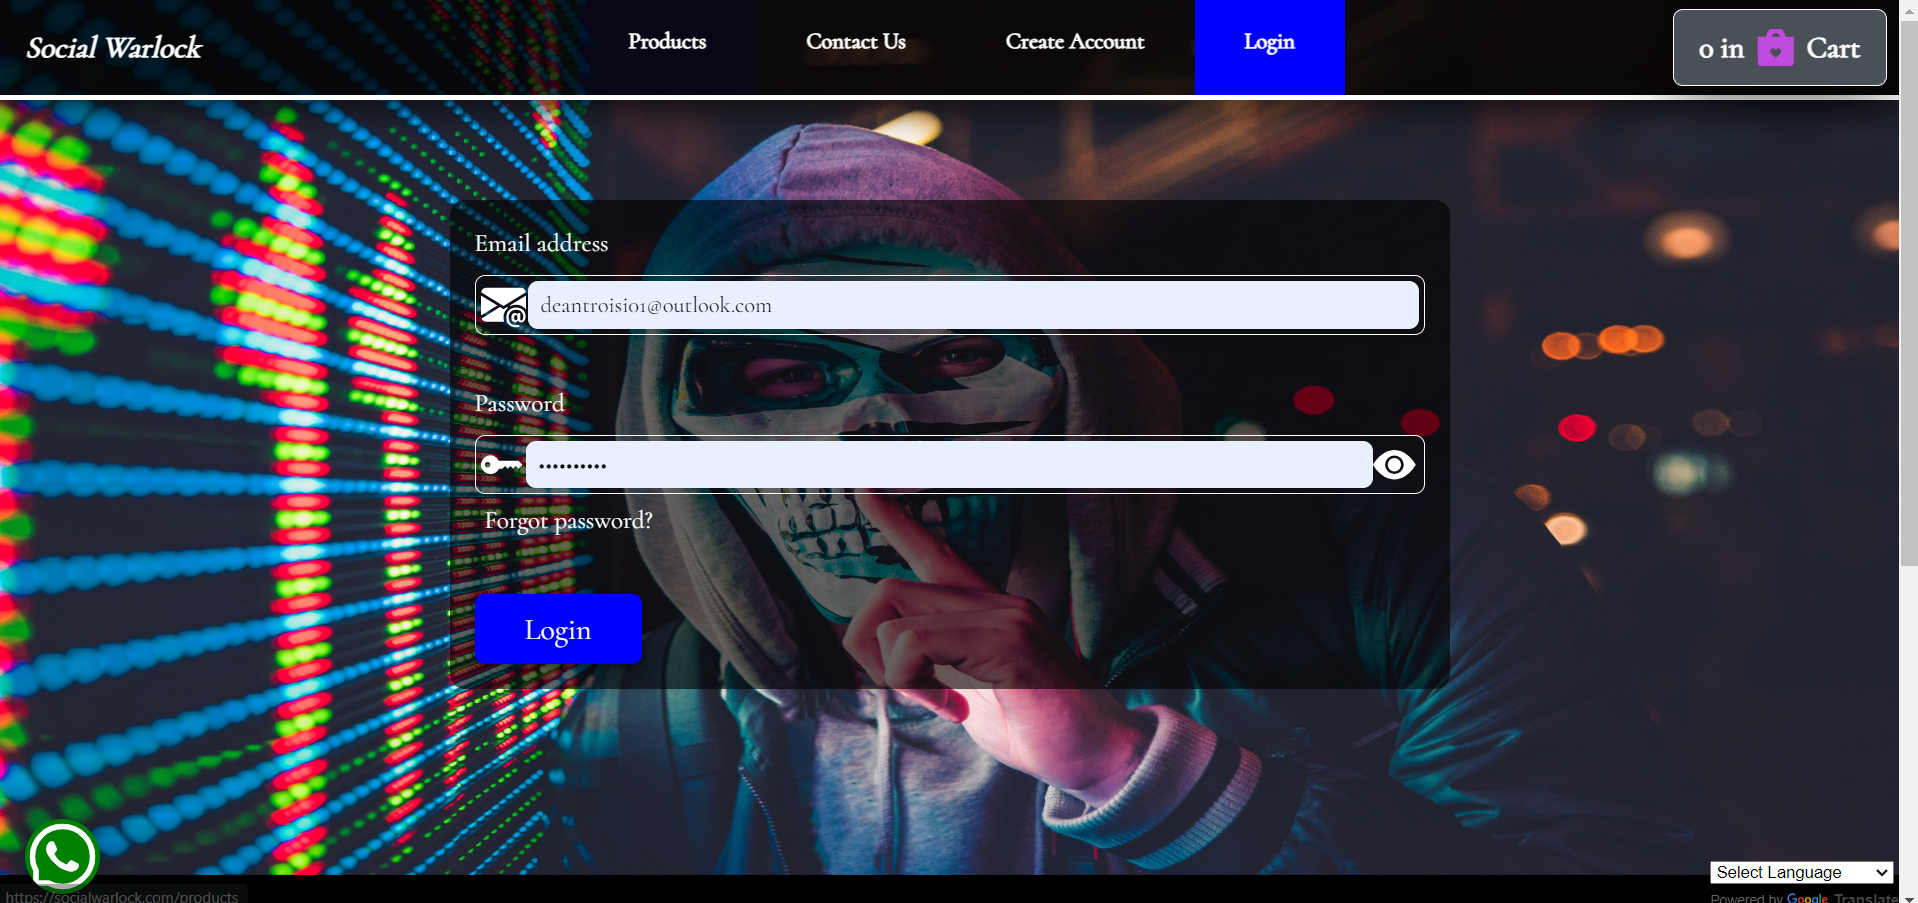 Social Warlock
Products
Contact Us
Create Account
Login
0 in Cart
Email address
deantroisi01@outlook.com
Password
••••••••••
Forgot password?
Login
Select Language
https://socialwarlock.com/products
Powered by Google Translate